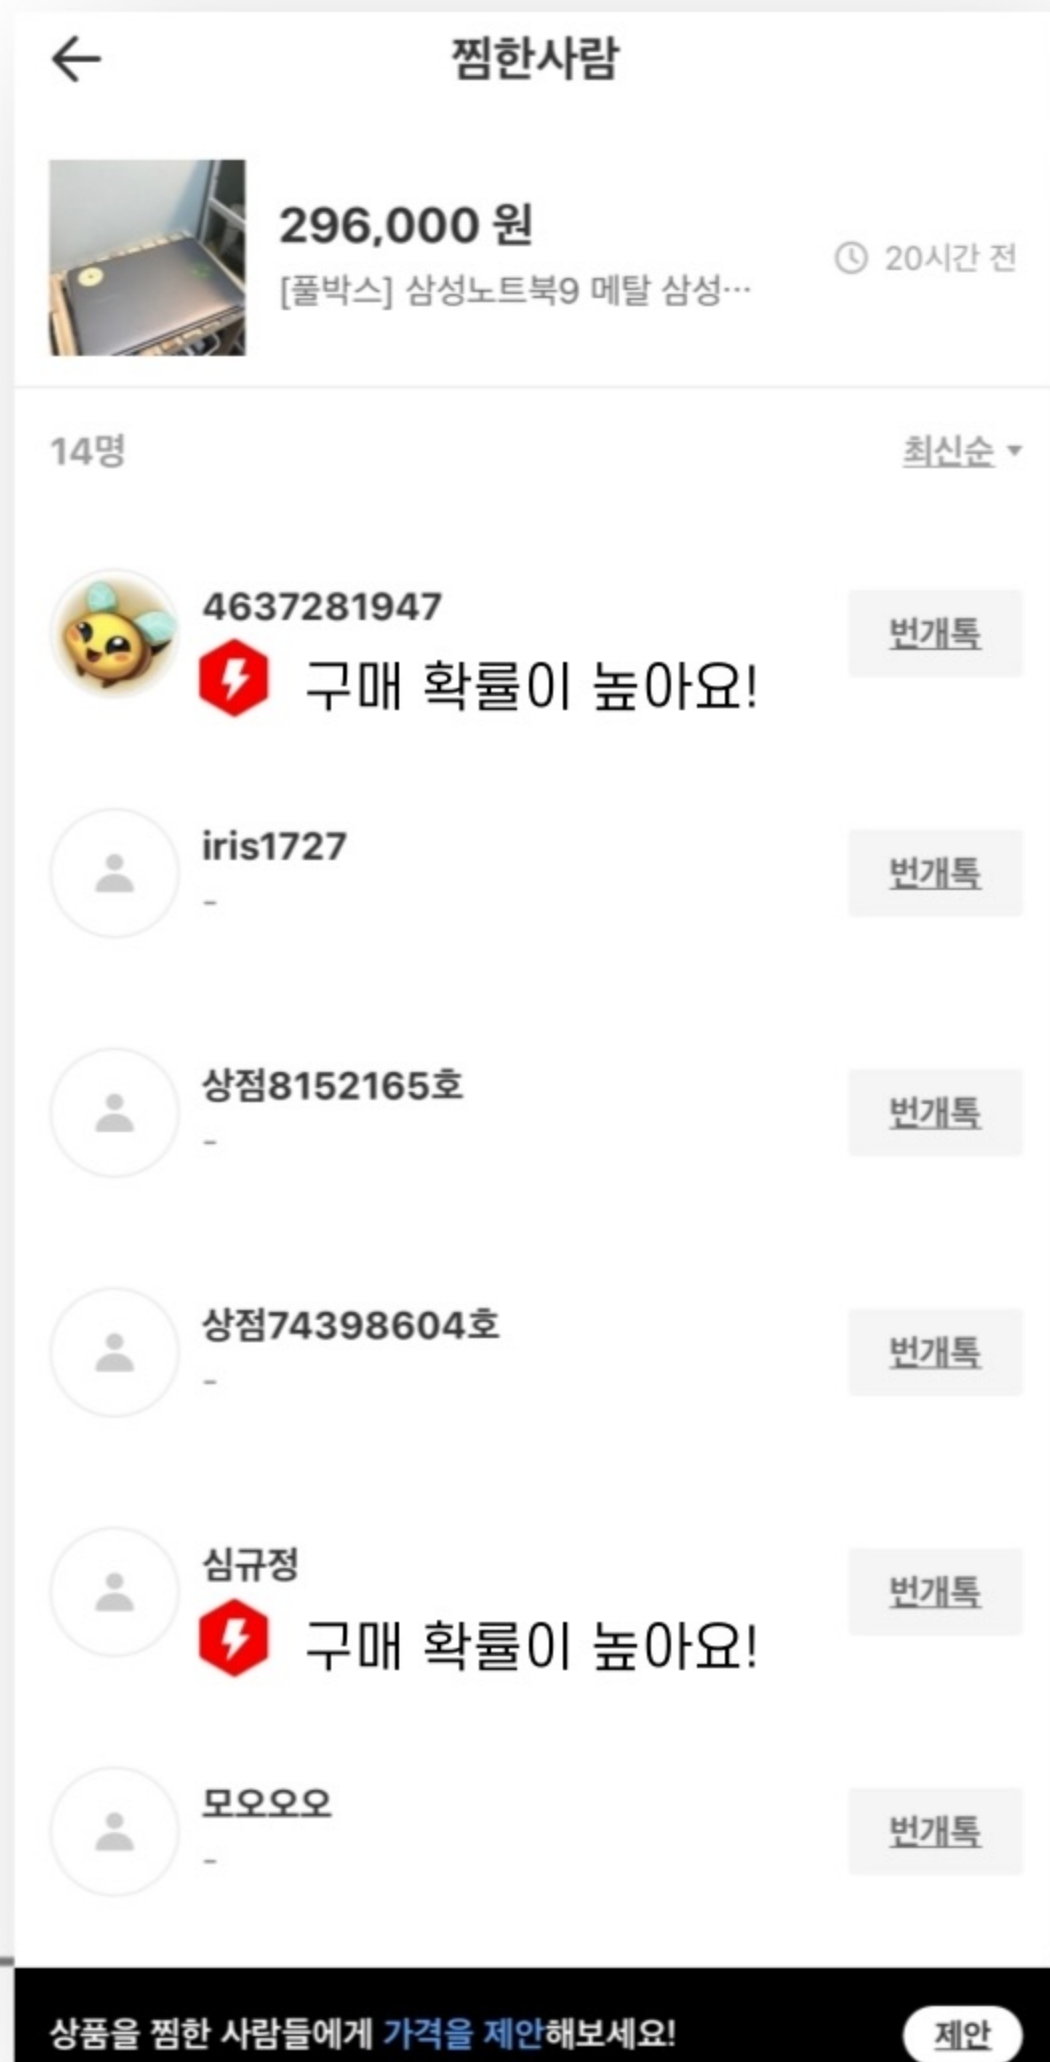 찜한사람
296,000 원
[풀박스] 삼성노트북9 메탈 삼성…
20시간 전
14명
최신순
4637281947
구매 확률이 높아요!
번개톡
iris1727
-
번개톡
상점8152165호
-
번개톡
상점74398604호
-
번개톡
심규정
구매 확률이 높아요!
번개톡
모오오오
-
번개톡
상품을 찜한 사람들에게 가격을 제안해보세요!
제안